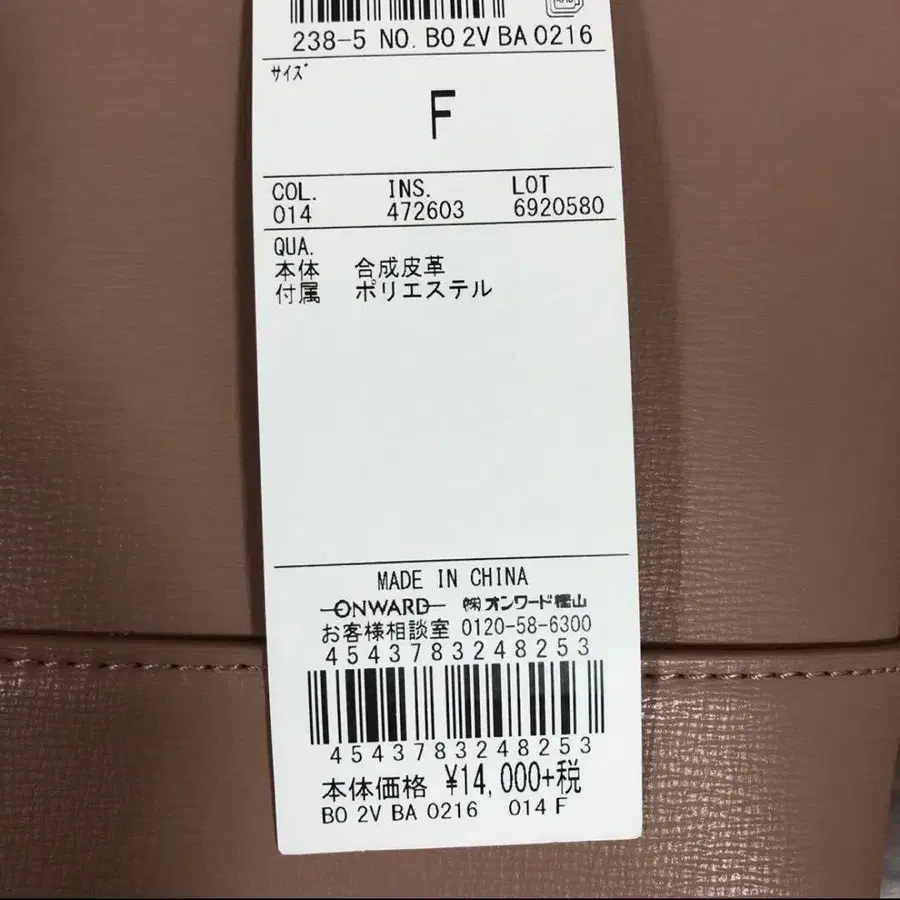 238-5 NO. BO 2V BA 0216
サイズ
F
COL. INS. LOT
014 472603 6920580
QUA.
本体 合成皮革
付属 ポリエステル
MADE IN CHINA
ONWARD ㈱オンワード樫山
お客様相談室 0120-58-6300
4543783248253
4543783248253
本体価格 ¥14,000+税
BO 2V BA 0216 014 F